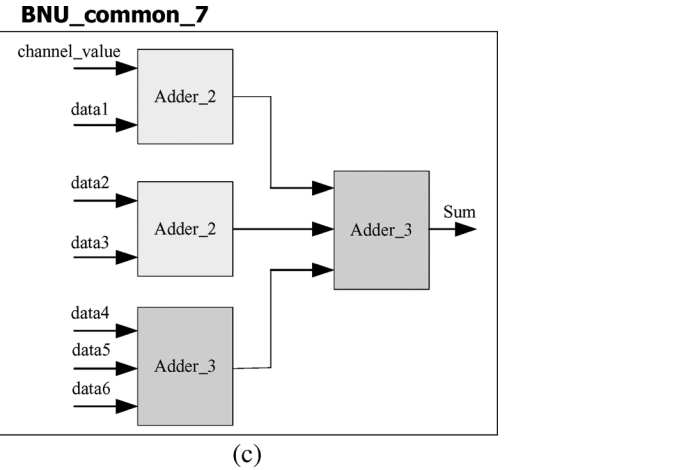 BNU_common_7
channel_value
data1
Adder_2
data2
data3
Adder_2
data4
data5
data6
Adder_3
Adder_3
Sum
(c)